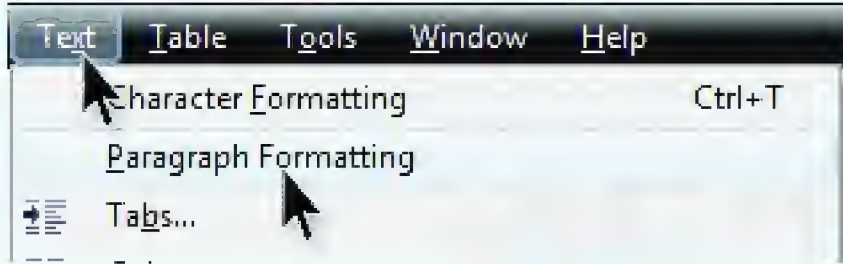 Text Table Tools Window Help
Character Formatting Ctrl+T
Paragraph Formatting
Tabs...